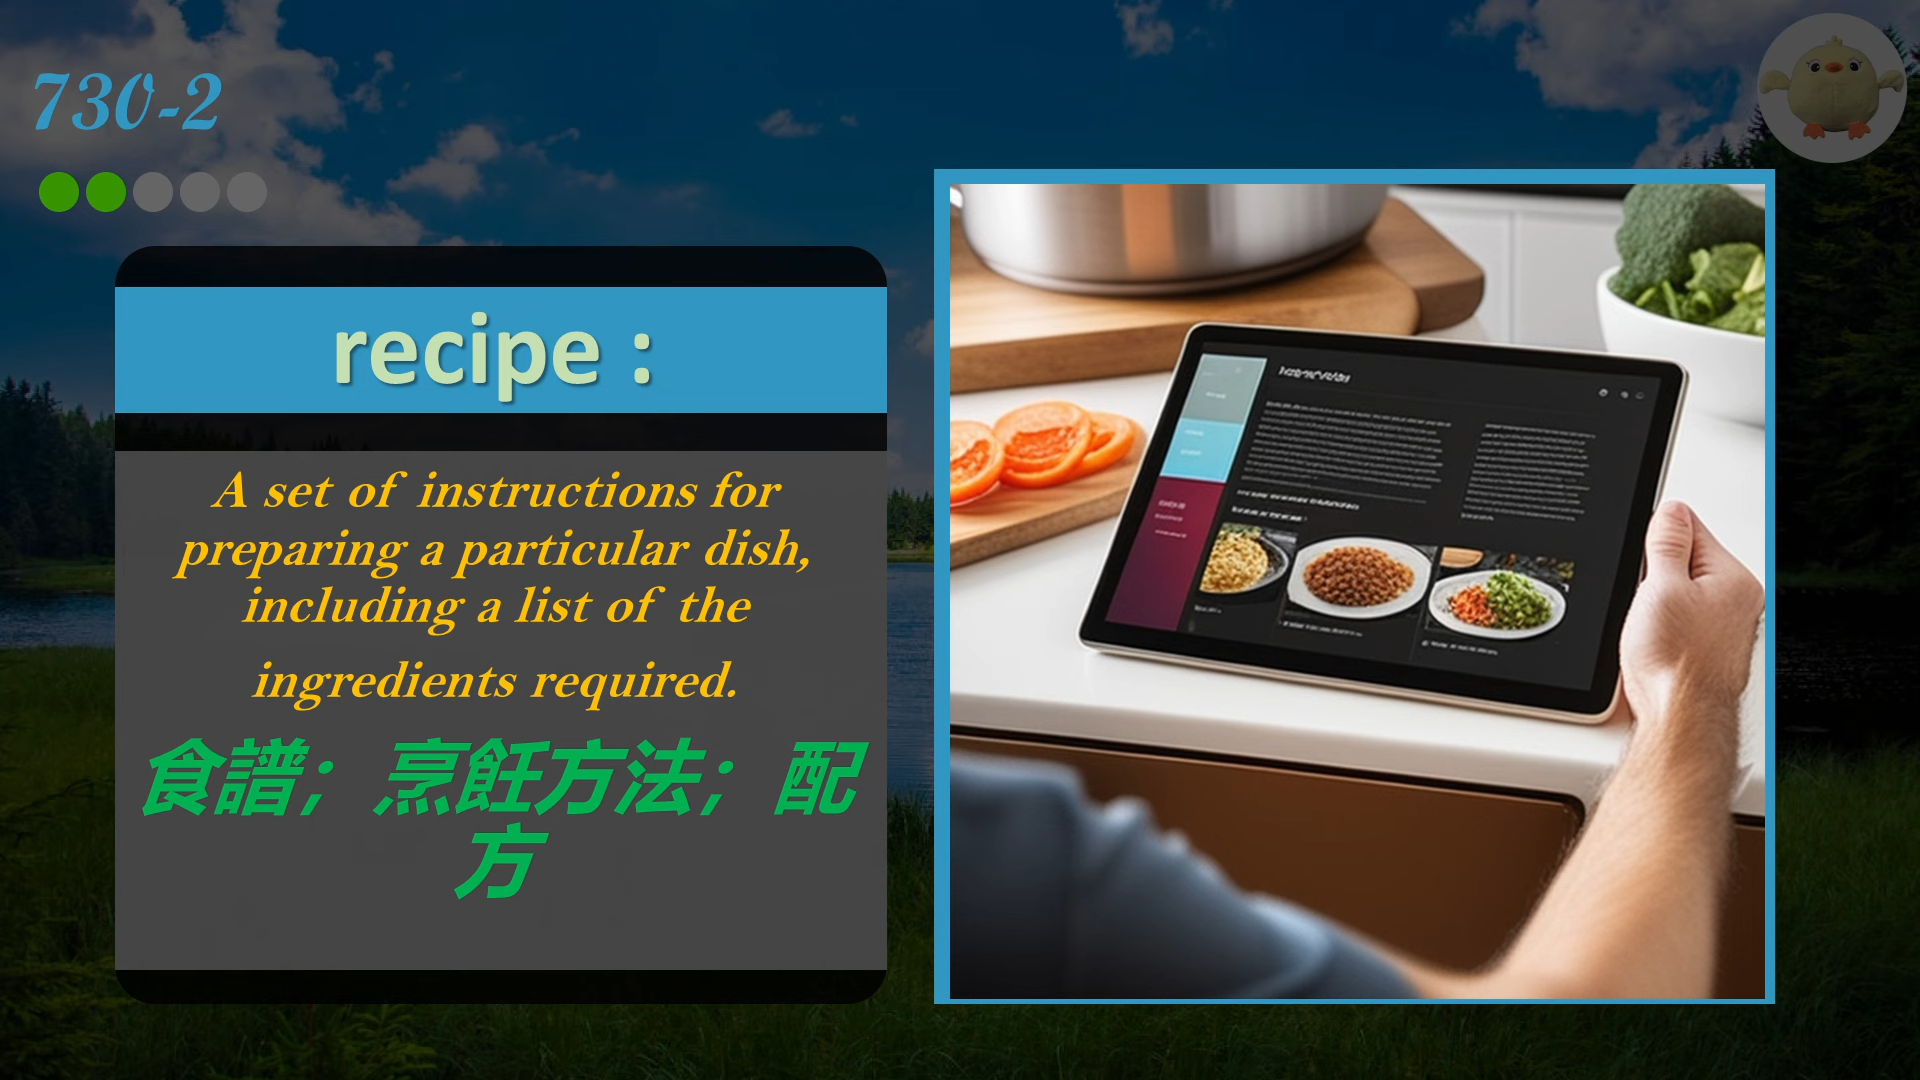 730-2
recipe :
A set of instructions for
preparing a particular dish,
including a list of the
ingredients required.
食譜；烹飪方法；配
方